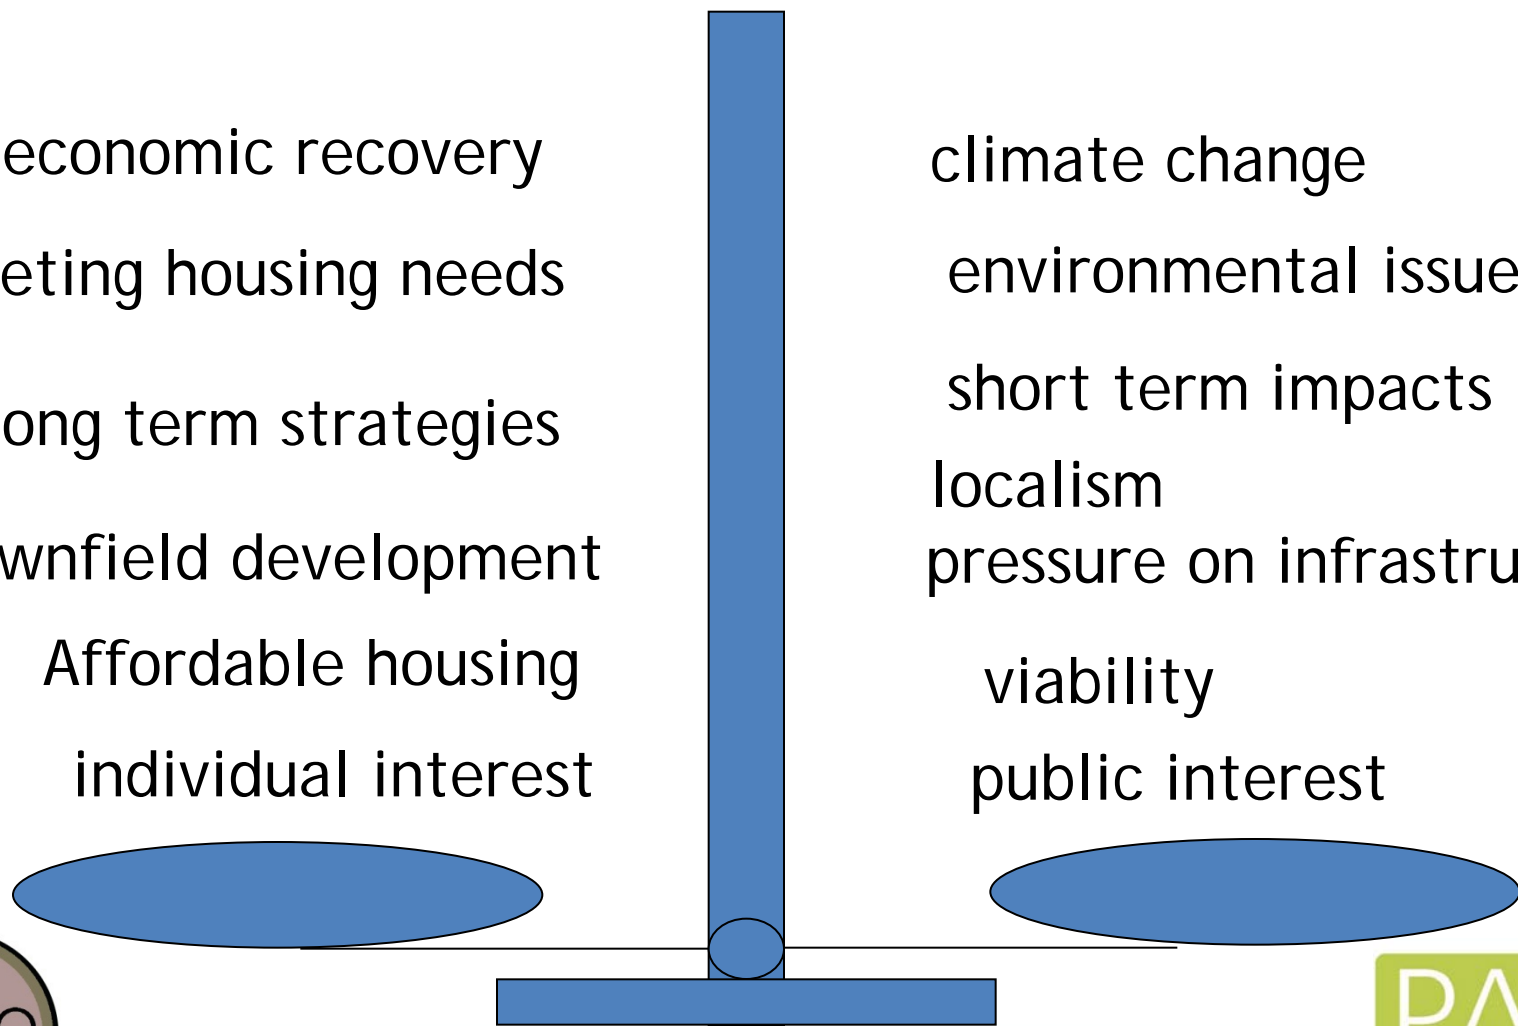 economic recovery
eting housing needs
ong term strategies
wnfield development
Affordable housing
individual interest
climate change
environmental issue
short term impacts
localism
pressure on infrastru
viability
public interest
PA